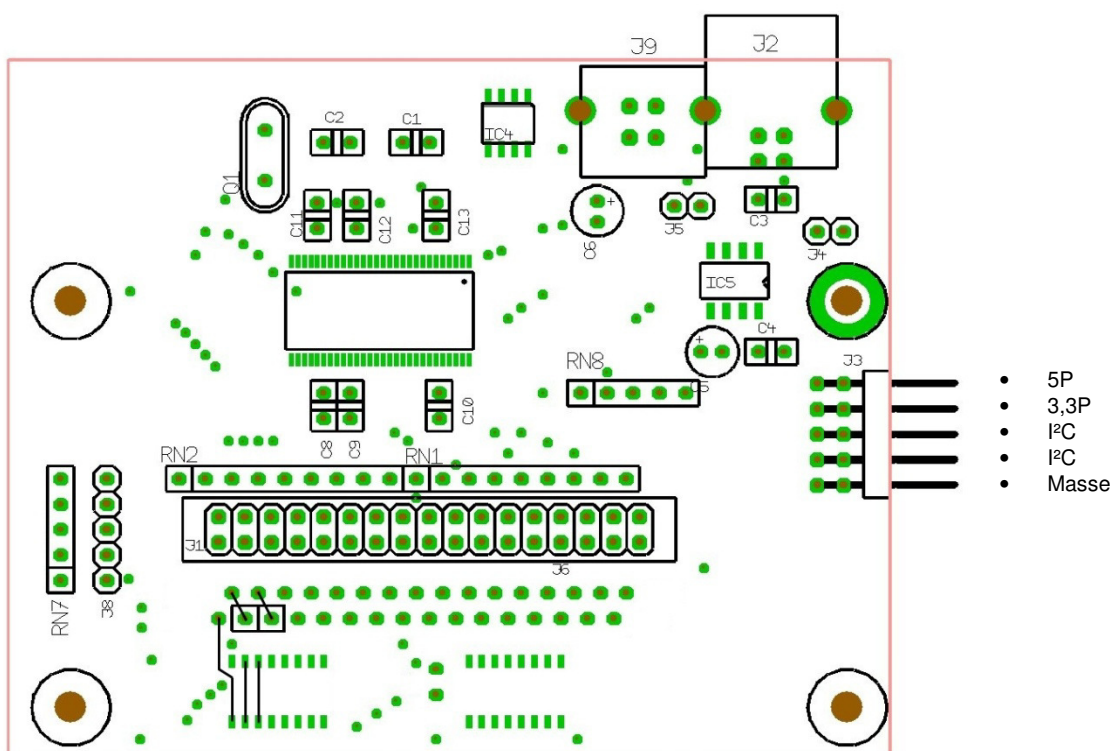 J9 J2
C2 C1 IC4
Q1
C11 C12 C13 C6 + J5 C3
J4
IC5
RN8 + C5 C4
J3
• 5P
• 3,3P
• I²C
• I²C
• Masse
C8 C9 C10
RN2 RN1
J1 J6
RN7 J8